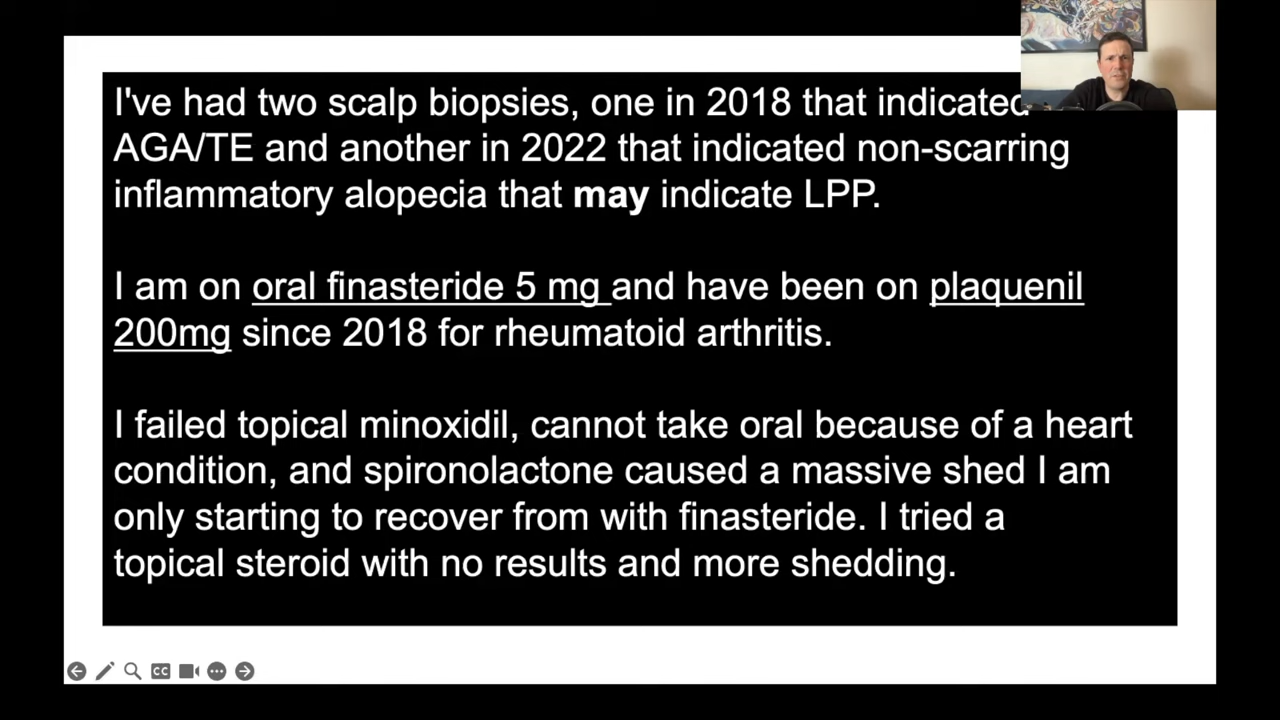 I've had two scalp biopsies, one in 2018 that indicated
AGA/TE and another in 2022 that indicated non-scarring
inflammatory alopecia that may indicate LPP.
I am on oral finasteride 5 mg and have been on plaquenil
200mg since 2018 for rheumatoid arthritis.
I failed topical minoxidil, cannot take oral because of a heart
condition, and spironolactone caused a massive shed I am
only starting to recover from with finasteride. I tried a
topical steroid with no results and more shedding.
CC